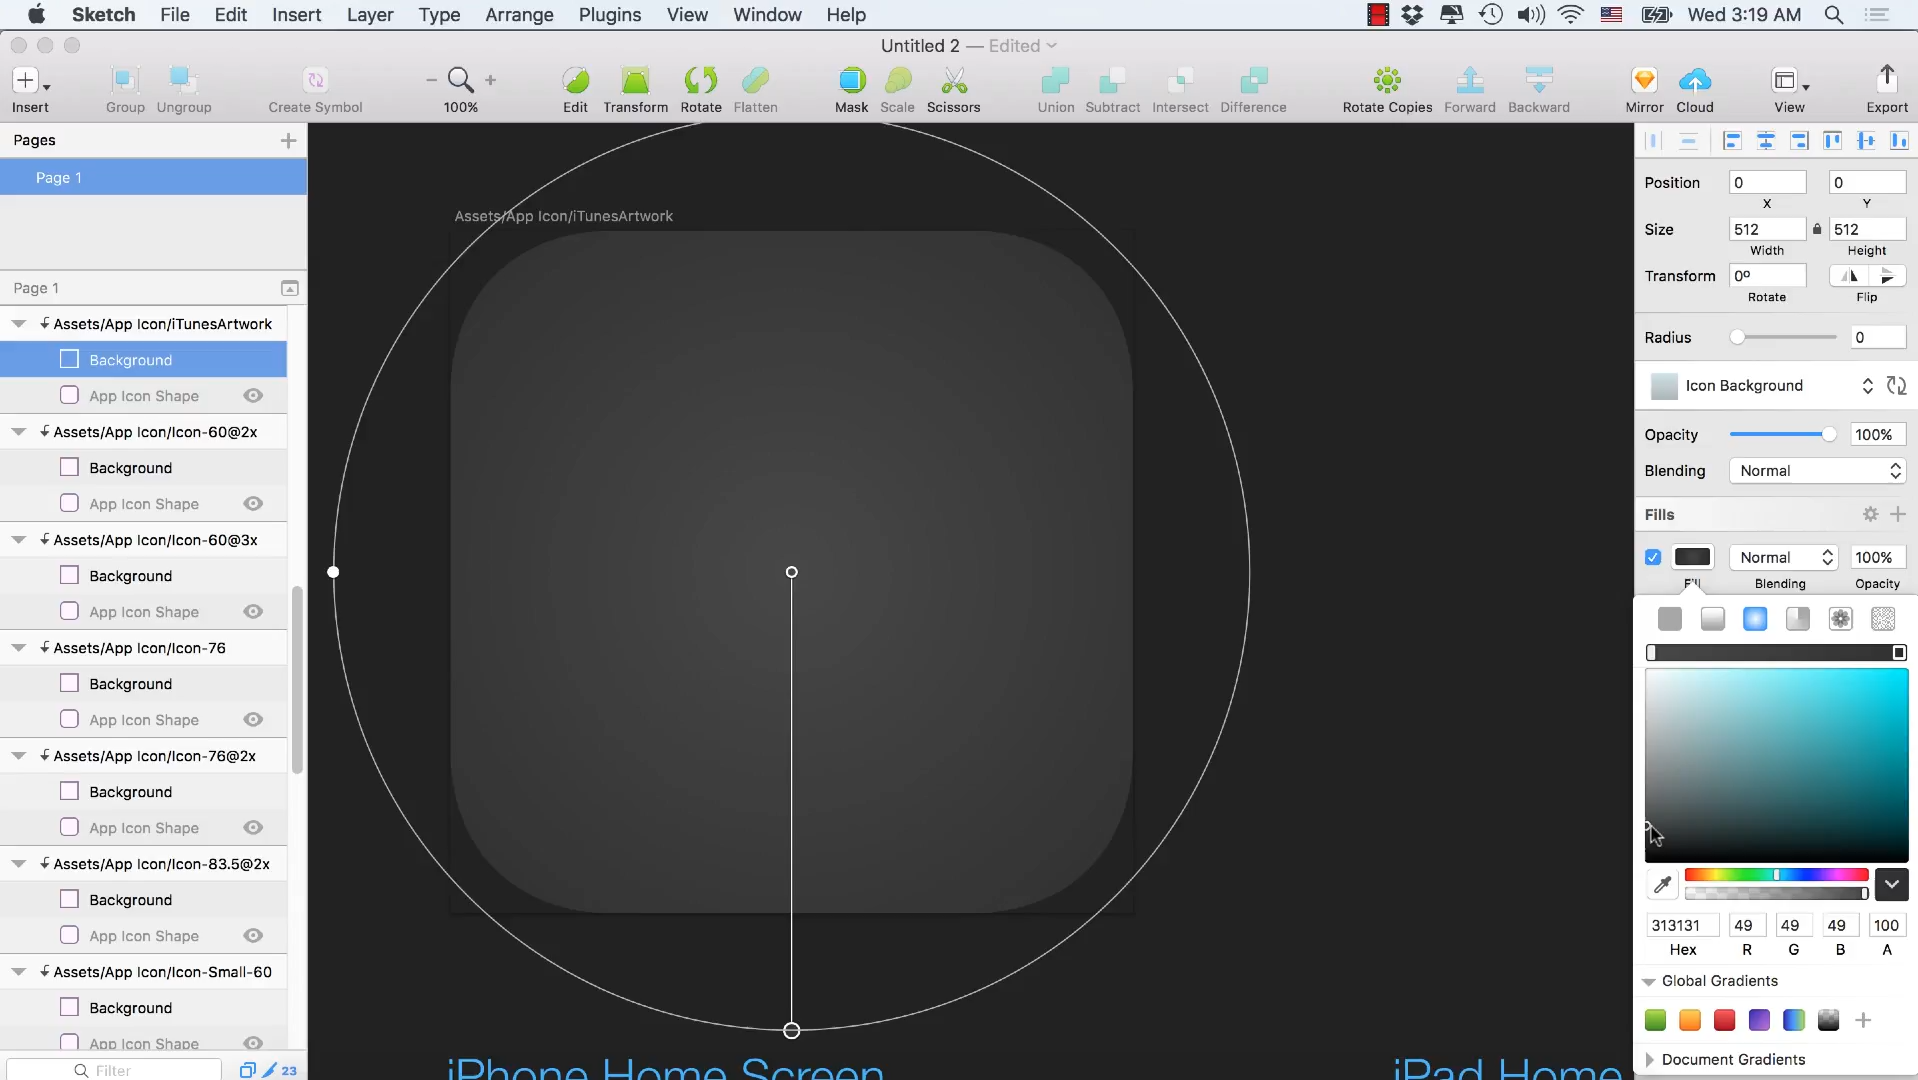 Sketch File Edit Insert Layer Type Arrange Plugins View Window Help Wed 3:19 AM
Untitled 2 — Edited
Insert Group Ungroup Create Symbol 100% Edit Transform Rotate Flatten Mask Scale Scissors Union Subtract Intersect Difference Rotate Copies Forward Backward Mirror Cloud View Export
Pages
Page 1
Page 1
Assets/App Icon/iTunesArtwork
Background
App Icon Shape
Assets/App Icon/Icon-60@2x
Background
App Icon Shape
Assets/App Icon/Icon-60@3x
Background
App Icon Shape
Assets/App Icon/Icon-76
Background
App Icon Shape
Assets/App Icon/Icon-76@2x
Background
App Icon Shape
Assets/App Icon/Icon-83.5@2x
Background
App Icon Shape
Assets/App Icon/Icon-Small-60
Background
App Icon Shape
Filter 23
Assets/App Icon/iTunesArtwork
iPhone Home Screen
iPad Home
Position 0 0
X Y
Size 512 512
Width Height
Transform 0º
Rotate Flip
Radius 0
Icon Background
Opacity 100%
Blending Normal
Fills
Normal 100%
Fill Blending Opacity
313131 49 49 49 100
Hex R G B A
Global Gradients
Document Gradients